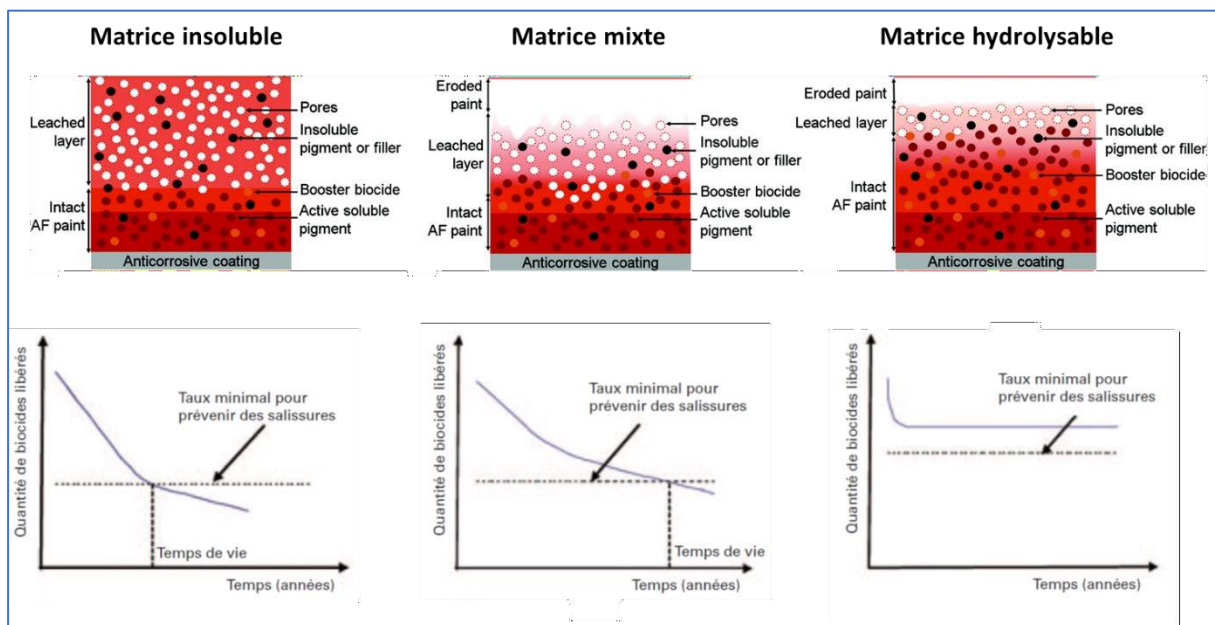 Matrice insoluble
Leached
layer
Intact
AF paint
Pores
Insoluble
pigment or filler
Booster biocide
Active soluble
pigment
Anticorrosive coating
Matrice mixte
Eroded paint
Leached
layer
Intact
AF paint
Pores
Insoluble
pigment or filler
Booster biocide
Active soluble
pigment
Anticorrosive coating
Matrice hydrolysable
Eroded paint
Leached layer
Intact
AF paint
Pores
Insoluble
pigment or filler
Booster biocide
Active soluble
pigment
Anticorrosive coating
Quantité de biocides libérés
Taux minimal pour
prévenir des salissures
Temps de vie
Temps (années)
Quantité de biocides libérés
Taux minimal pour
prévenir des salissures
Temps de vie
Temps (années)
Quantité de biocides libérés
Taux minimal pour
prévenir des salissures
Temps (années)